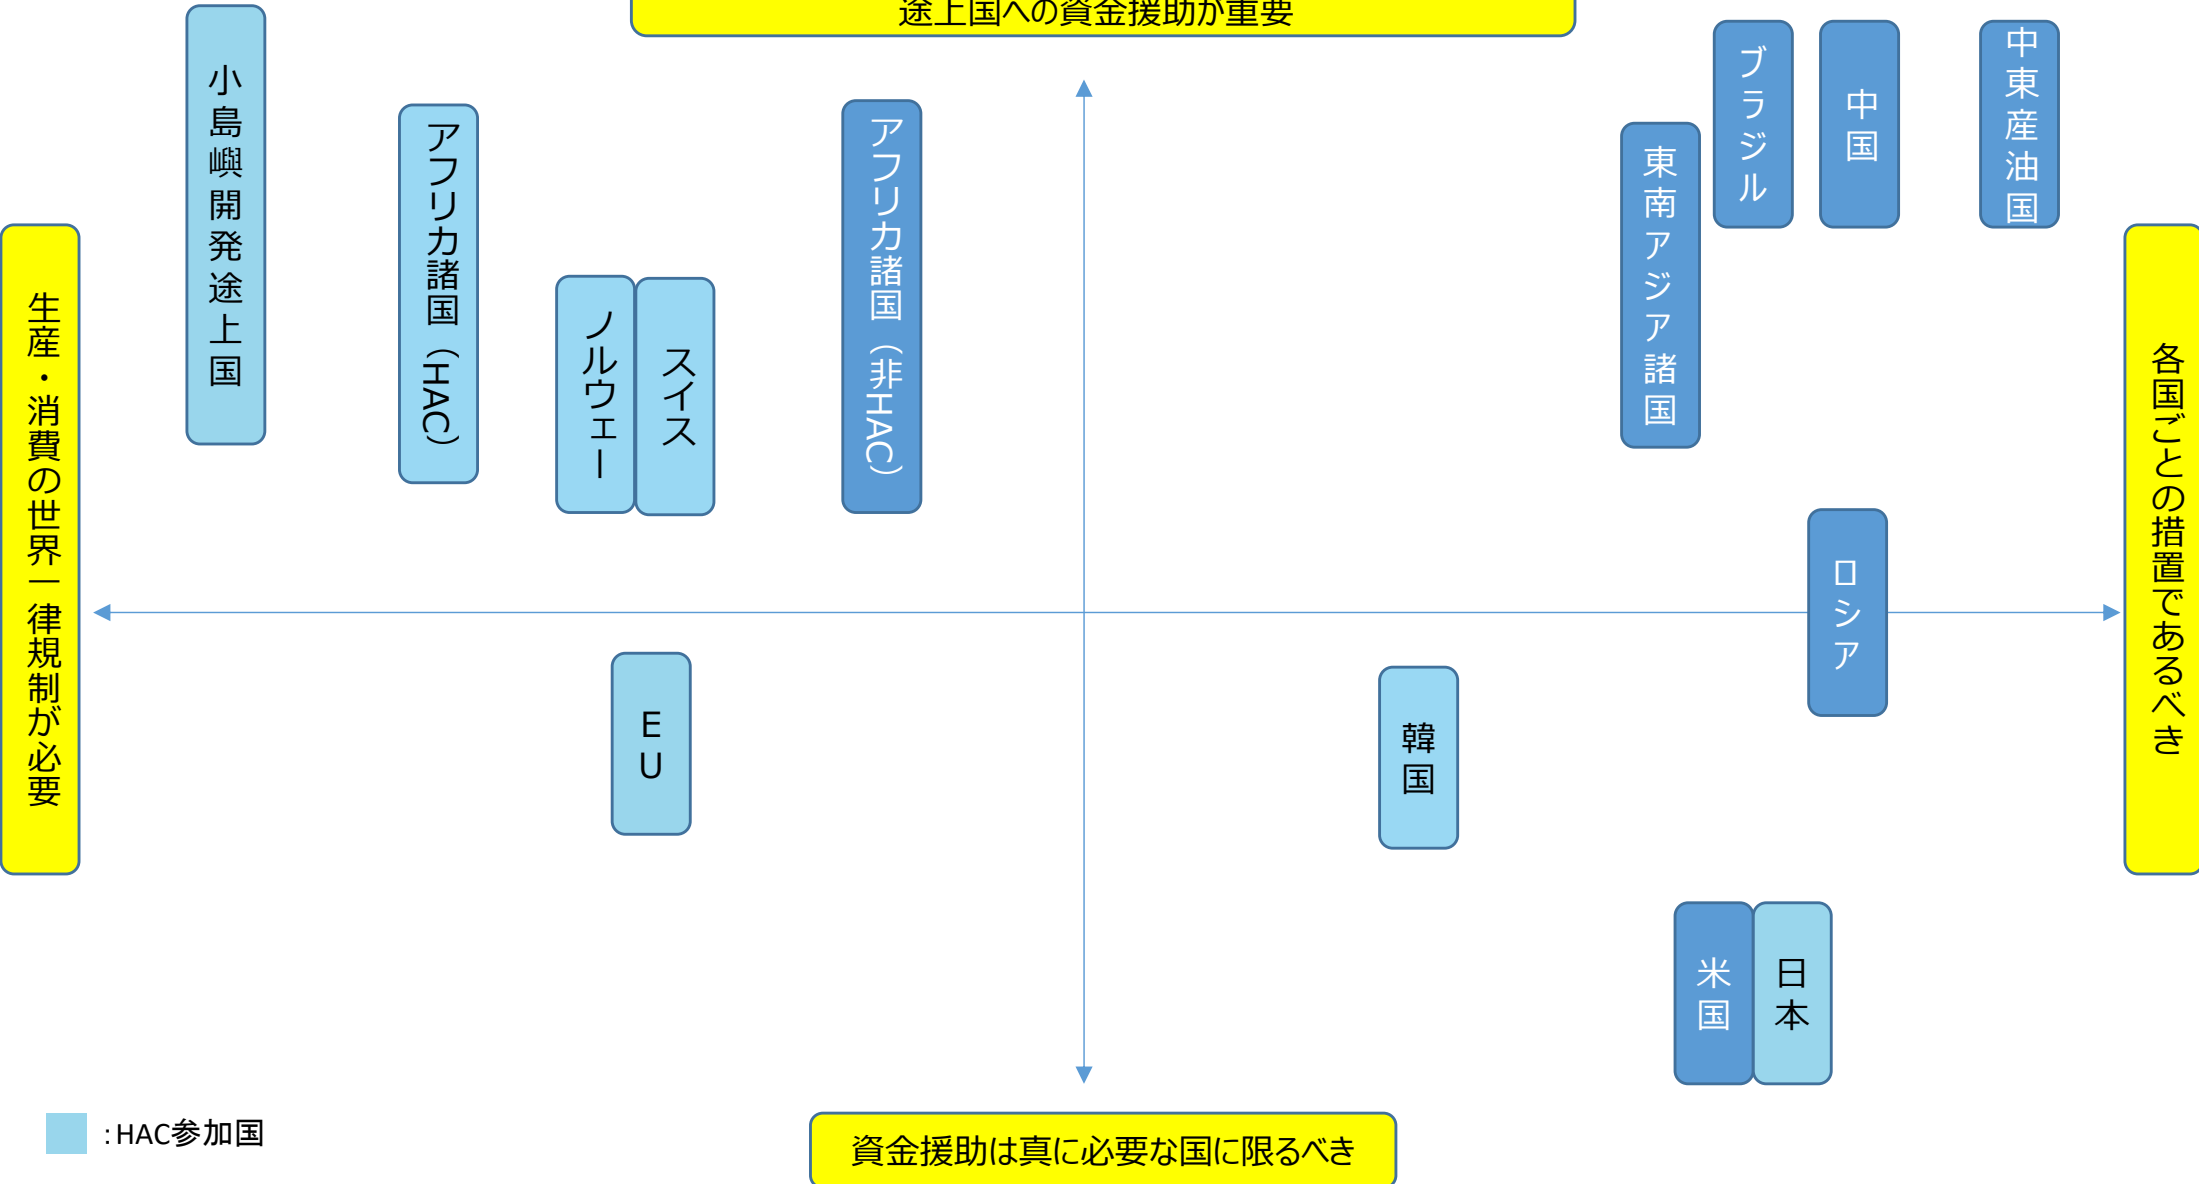 途上国への資金援助が重要
小島嶼開発途上国
アフリカ諸国（HAC）
ノルウェー
スイス
アフリカ諸国（非HAC）
東南アジア諸国
ブラジル
中国
中東産油国
生産・消費の世界一律規制が必要
各国ごとの措置であるべき
ロシア
EU
韓国
米国
日本
：HAC参加国
資金援助は真に必要な国に限るべき